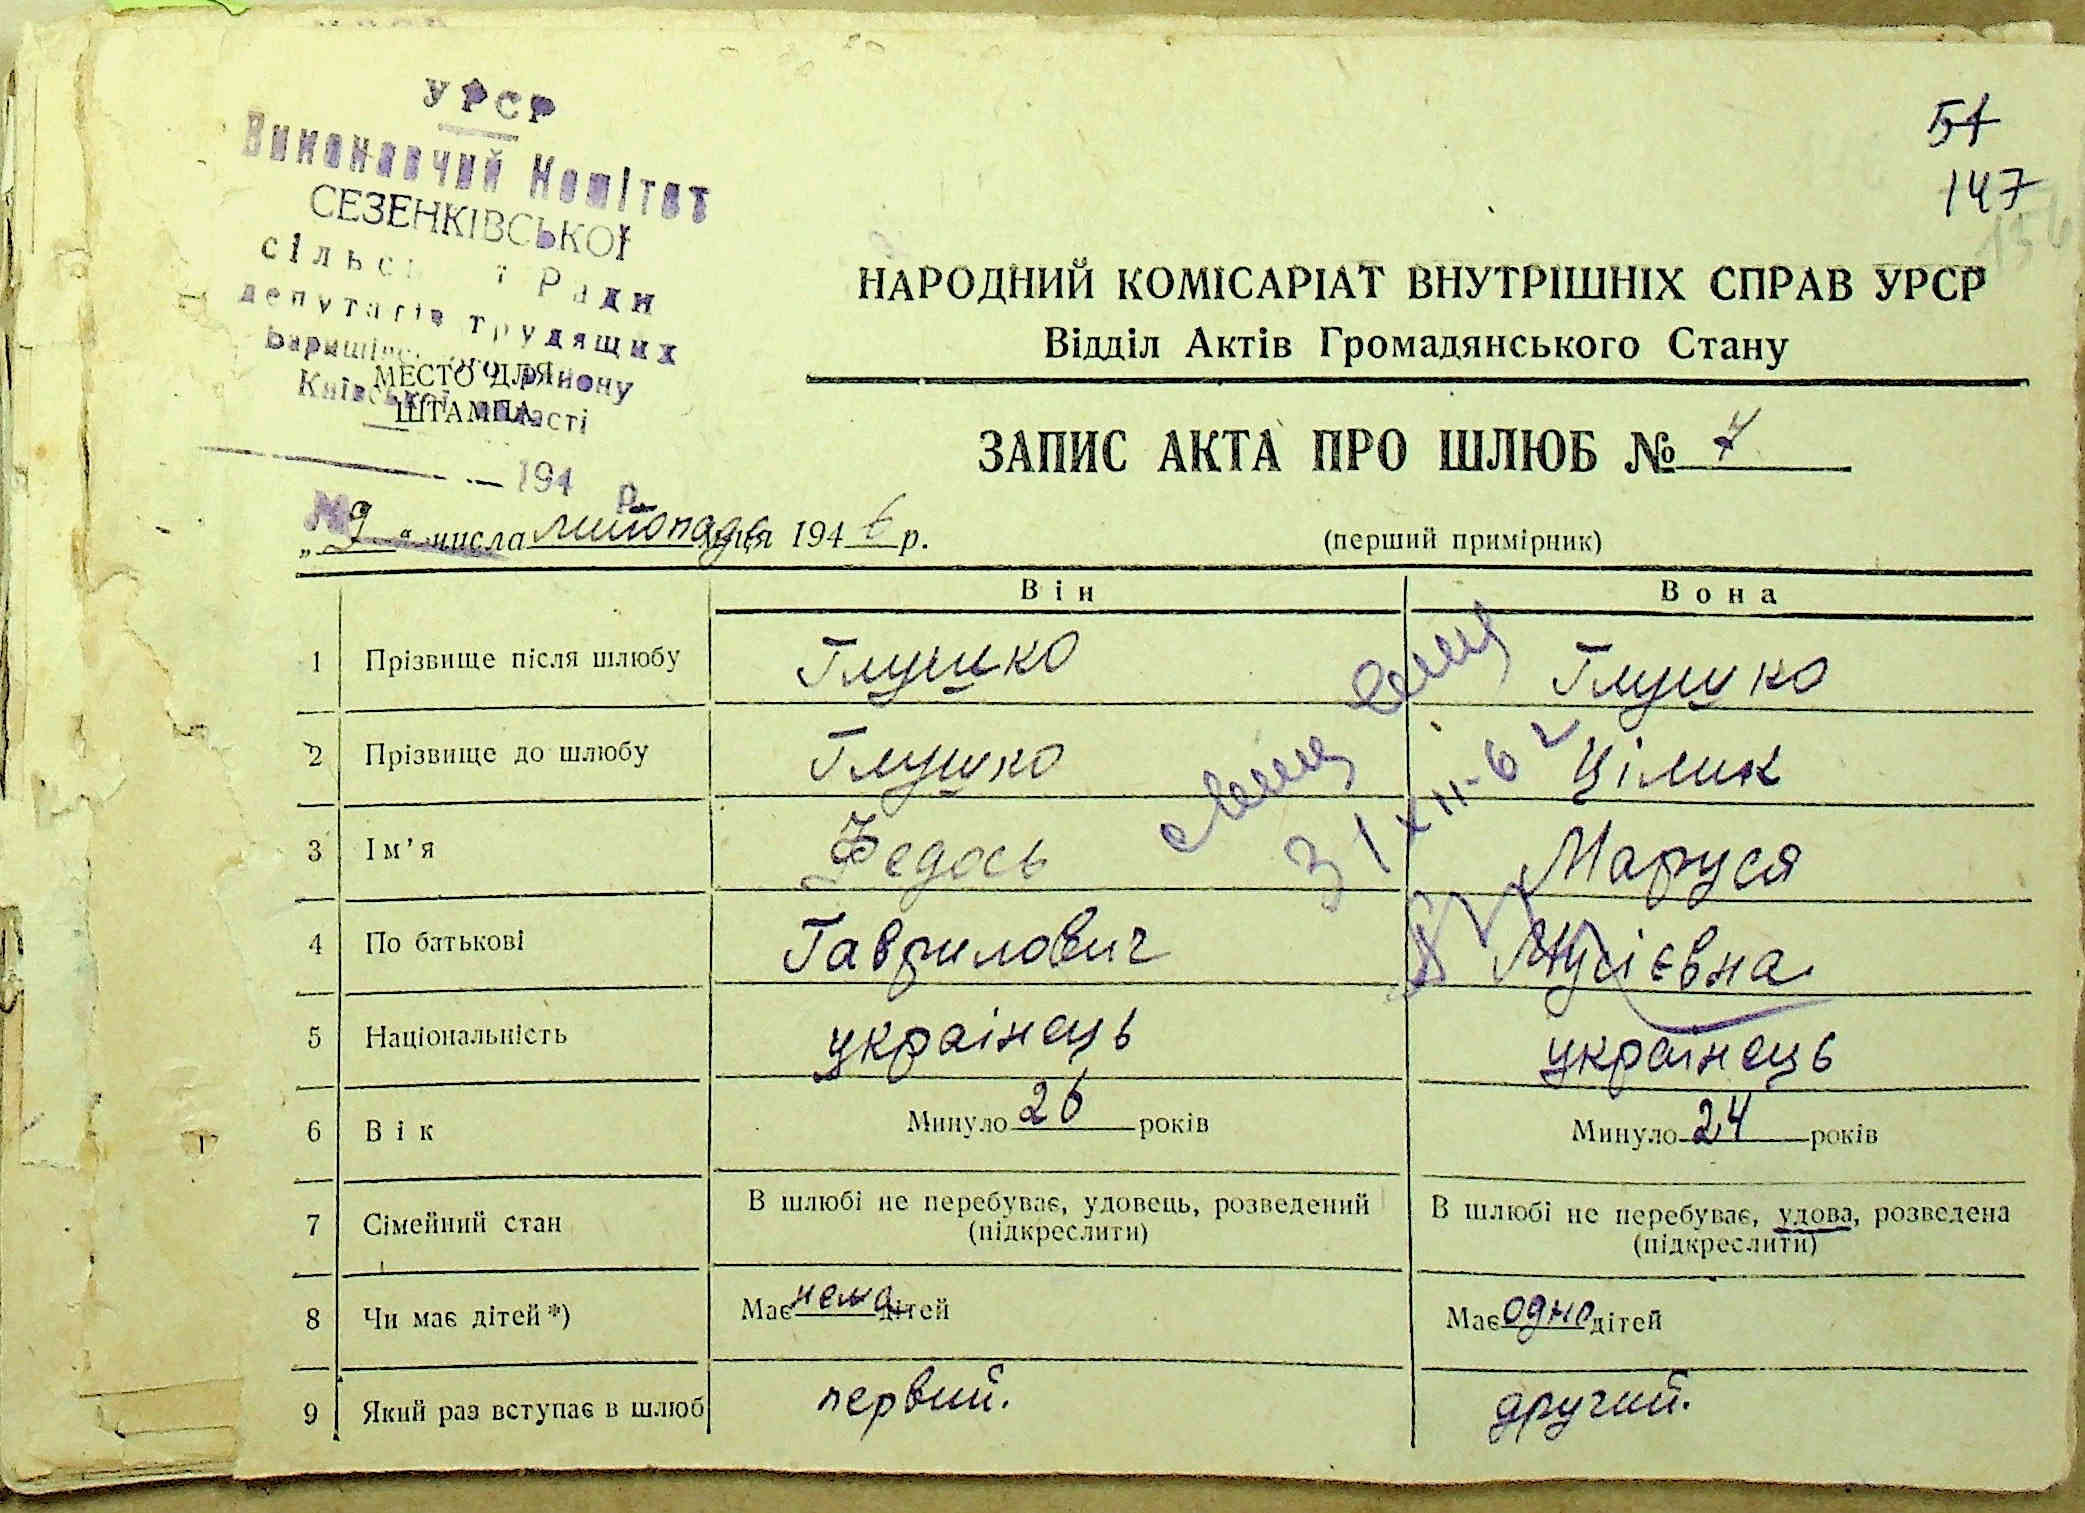 УРСР
Виконавчий Комітет
СЕЗЕНКІВСЬКОЇ
сільської Ради
депутатів трудящих
Баришівського району
Київської області
МЕСТО ДЛЯ
ШТАМПА
194 р.
№
51
147
НАРОДНИЙ КОМІСАРІАТ ВНУТРІШНІХ СПРАВ УРСР
Відділ Актів Громадянського Стану
ЗАПИС АКТА ПРО ШЛЮБ № 7
„ 9 “ числа листопада м-ця 194 6 р.
(перший примірник)
Він Вона
1 Прізвище після шлюбу Глушко Глушко
2 Прізвище до шлюбу Глушко Цілик
3 Ім’я Федось Маруся
4 По батькові Гаврилович Мусієвна
5 Національність українець українець
6 Вік Минуло 26 років Минуло 24 років
7 Сімейний стан В шлюбі не перебуває, удовець, розведений (підкреслити) В шлюбі не перебуває, удова, розведена (підкреслити)
8 Чи має дітей *) Має нема дітей Має одно дітей
9 Який раз вступає в шлюб первий. другий.
31 XII-62